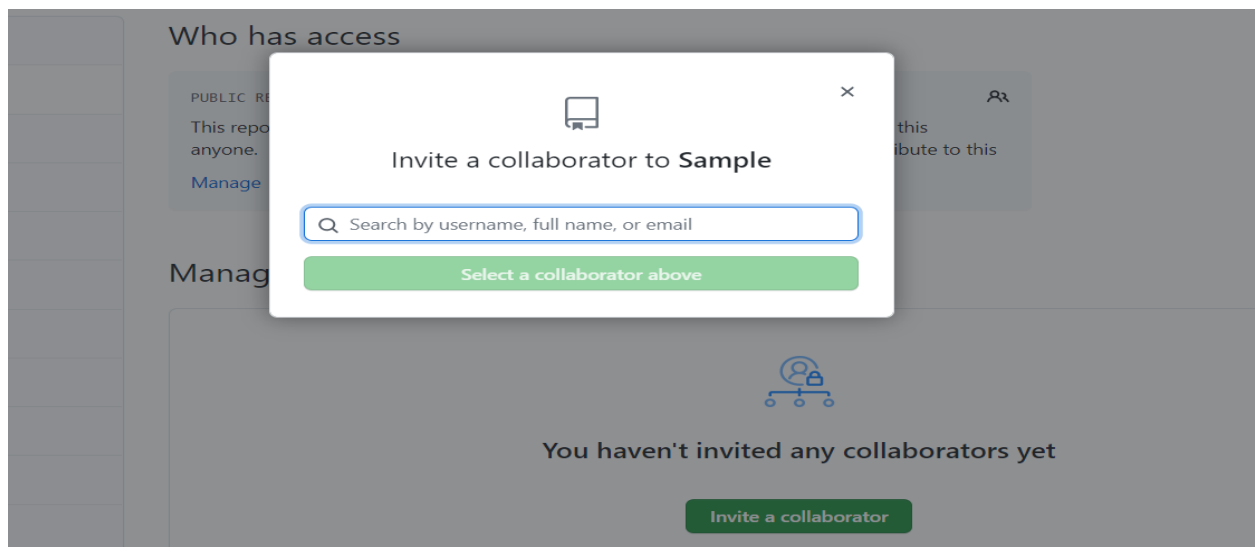 Who has access
PUBLIC RE
This repo
anyone.
Manage
this
ibute to this
Invite a collaborator to Sample
Search by username, full name, or email
Select a collaborator above
Manag
You haven't invited any collaborators yet
Invite a collaborator